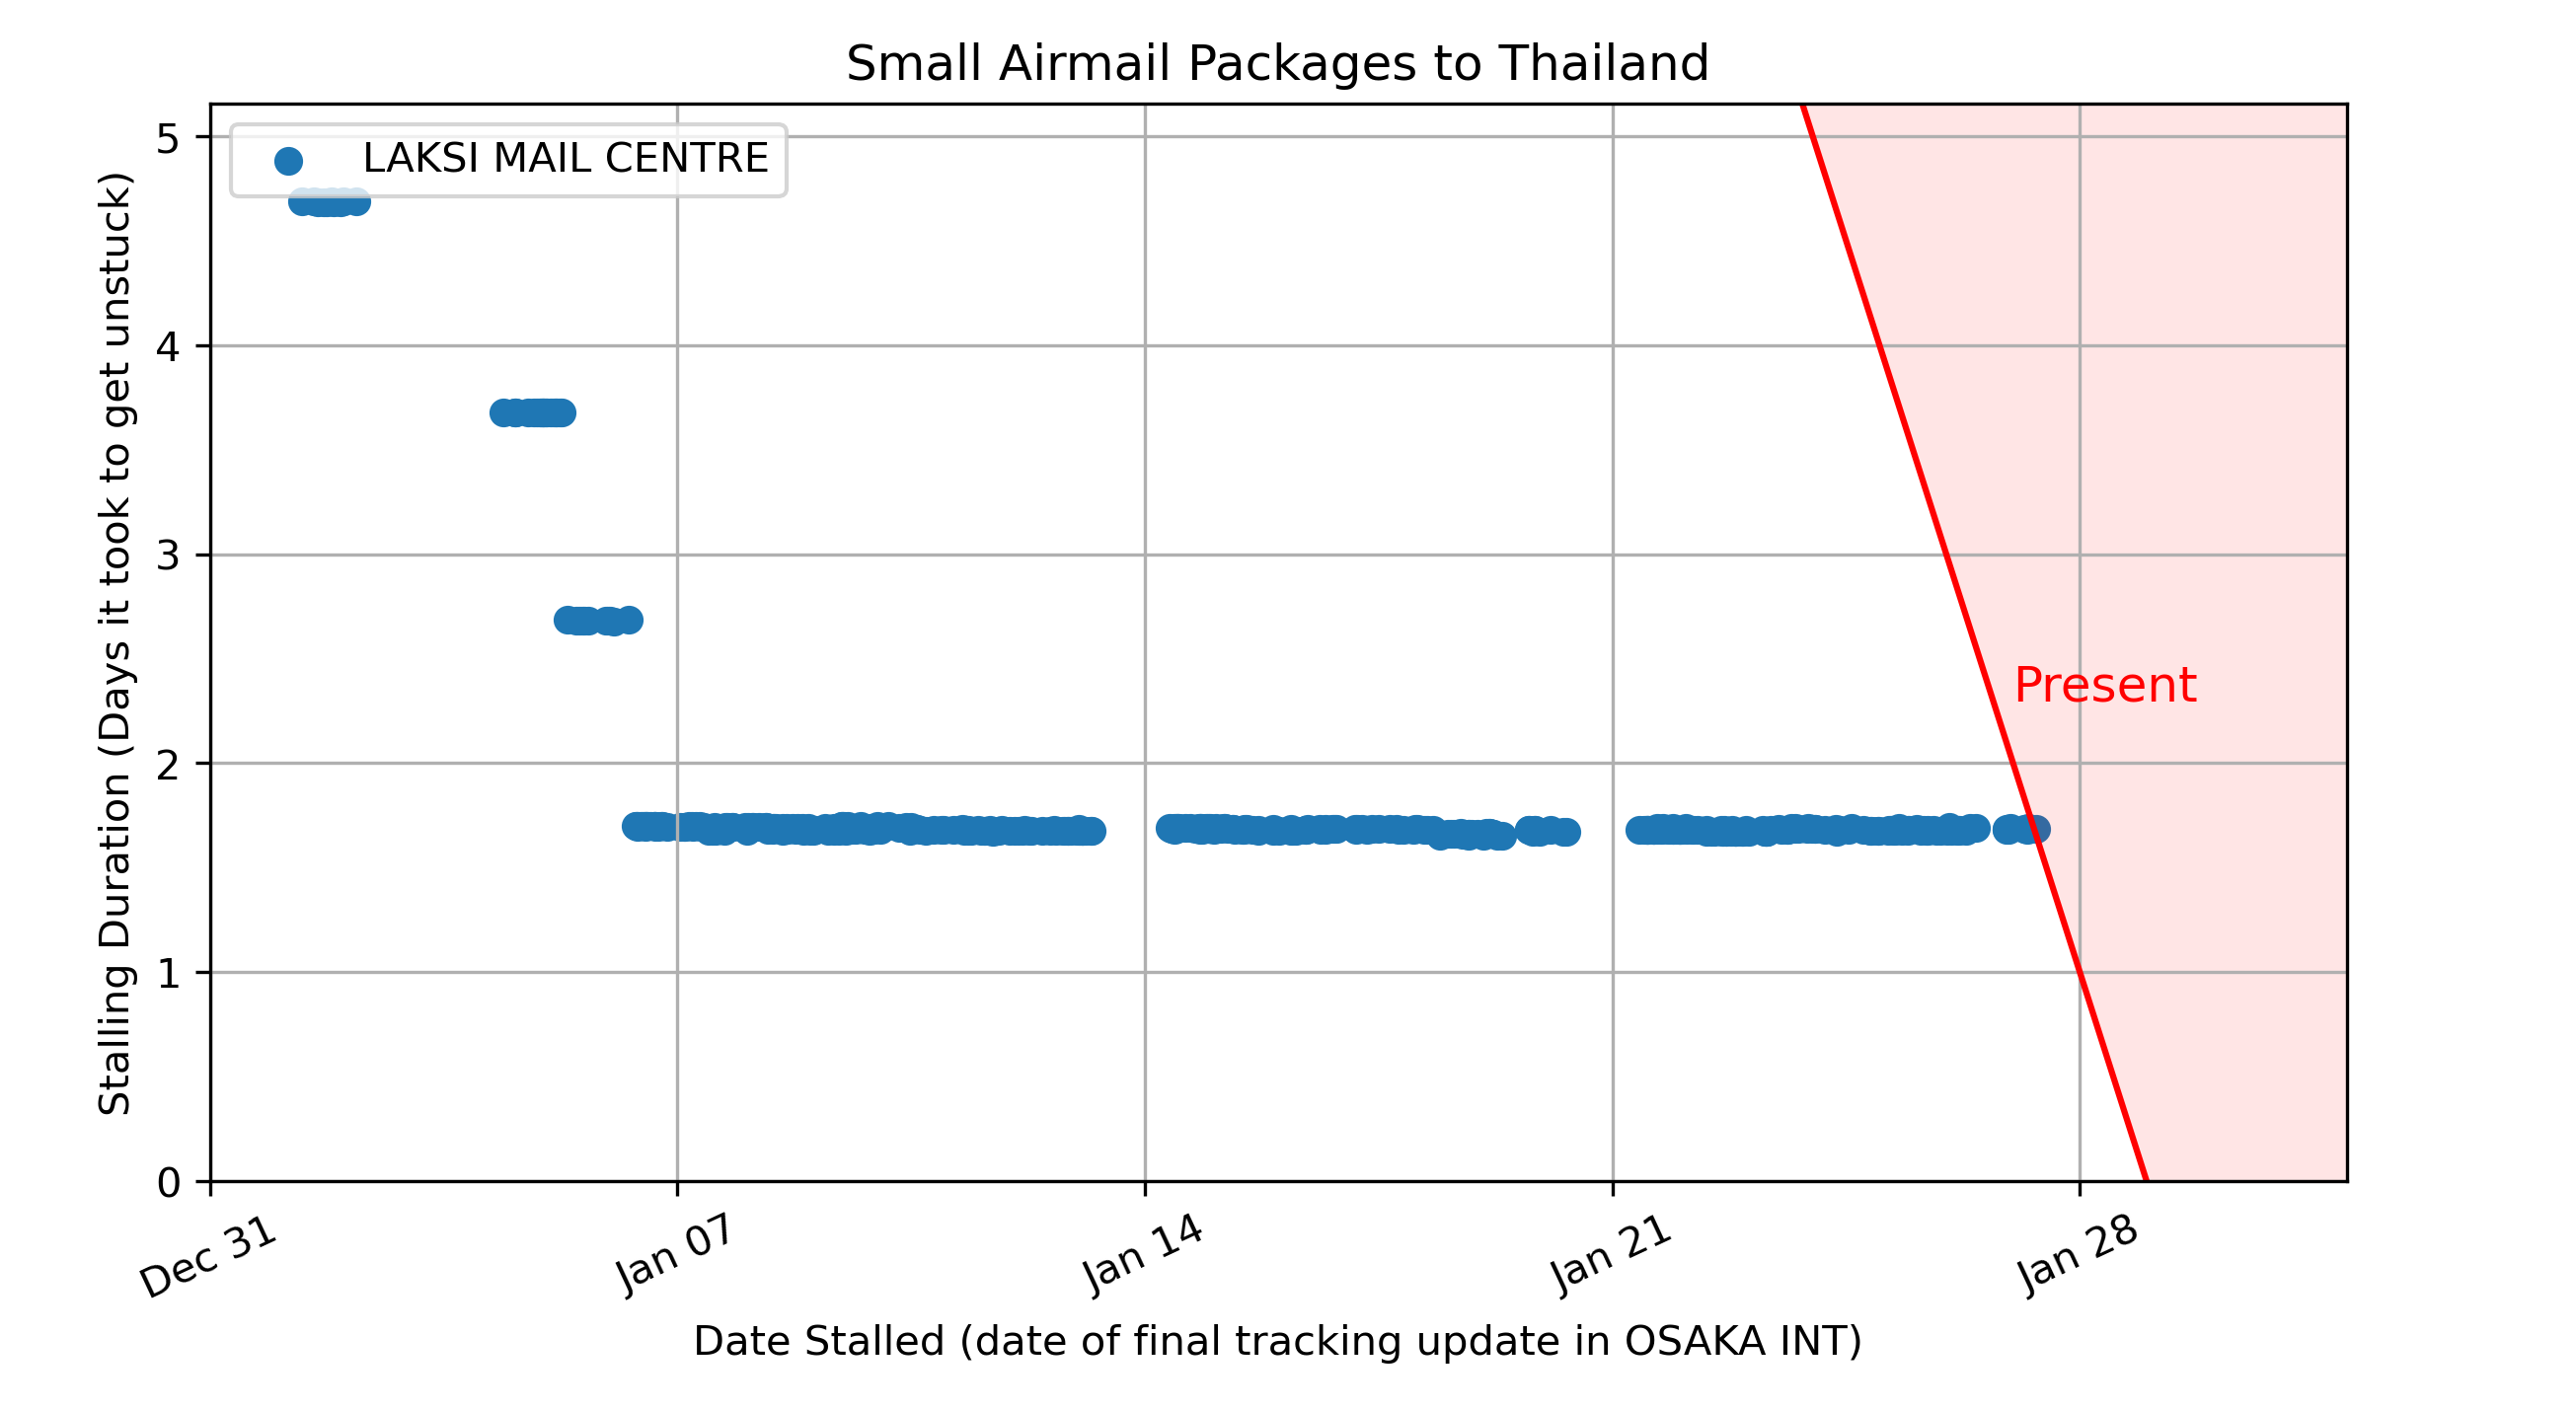 Small Airmail Packages to Thailand
LAKSI MAIL CENTRE
Stalling Duration (Days it took to get unstuck)
5
4
3
2
1
0
Present
Dec 31
Jan 07
Jan 14
Jan 21
Jan 28
Date Stalled (date of final tracking update in OSAKA INT)